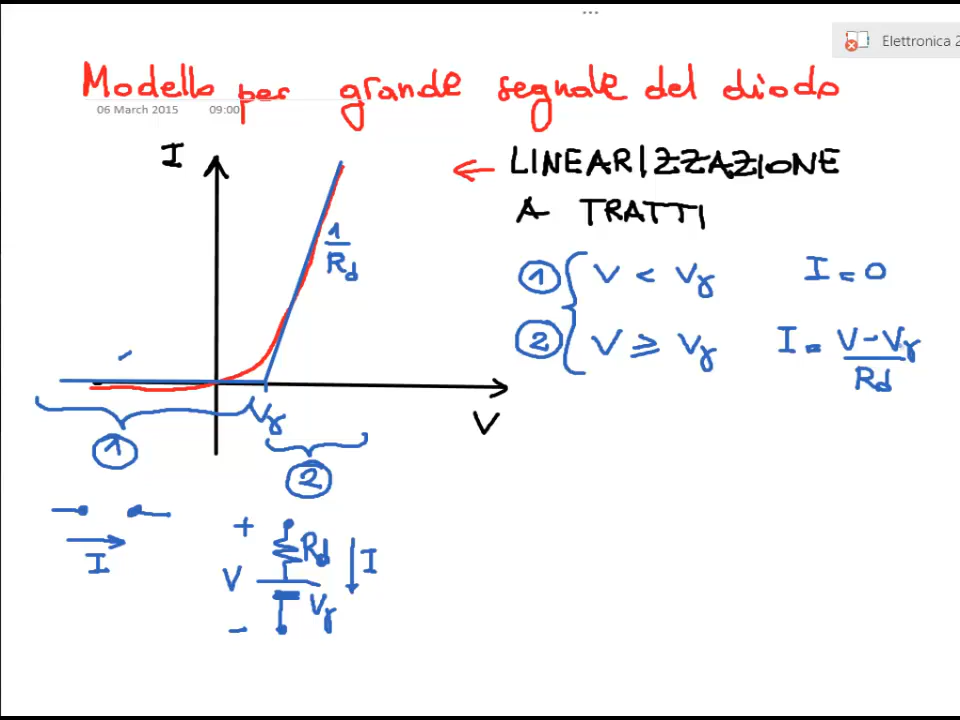 ...
Elettronica 2
Modello per grande segnale del diodo
06 March 2015 09:00
I
← LINEARIZZAZIONE
A TRATTI
1/Rd
① V < Vγ I = 0
② V ≥ Vγ I = (V - Vγ)/Rd
Vγ
V
①
②
I
+
V
-
Rd
Vγ
I